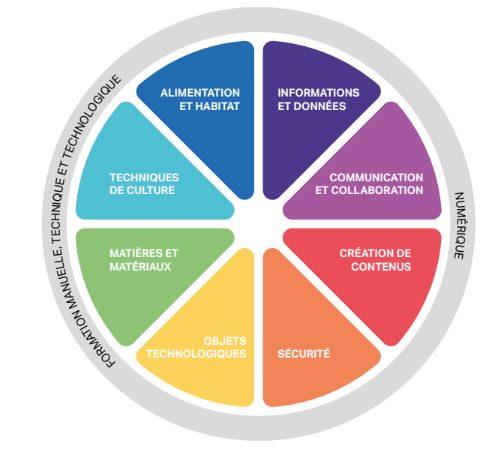 FORMATION MANUELLE, TECHNIQUE ET TECHNOLOGIQUE
ALIMENTATION
ET HABITAT
INFORMATIONS
ET DONNÉES
TECHNIQUES
DE CULTURE
COMMUNICATION
ET COLLABORATION
MATIÈRES ET
MATÉRIAUX
CRÉATION DE
CONTENUS
OBJETS
TECHNOLOGIQUES
SÉCURITÉ
NUMÉRIQUE